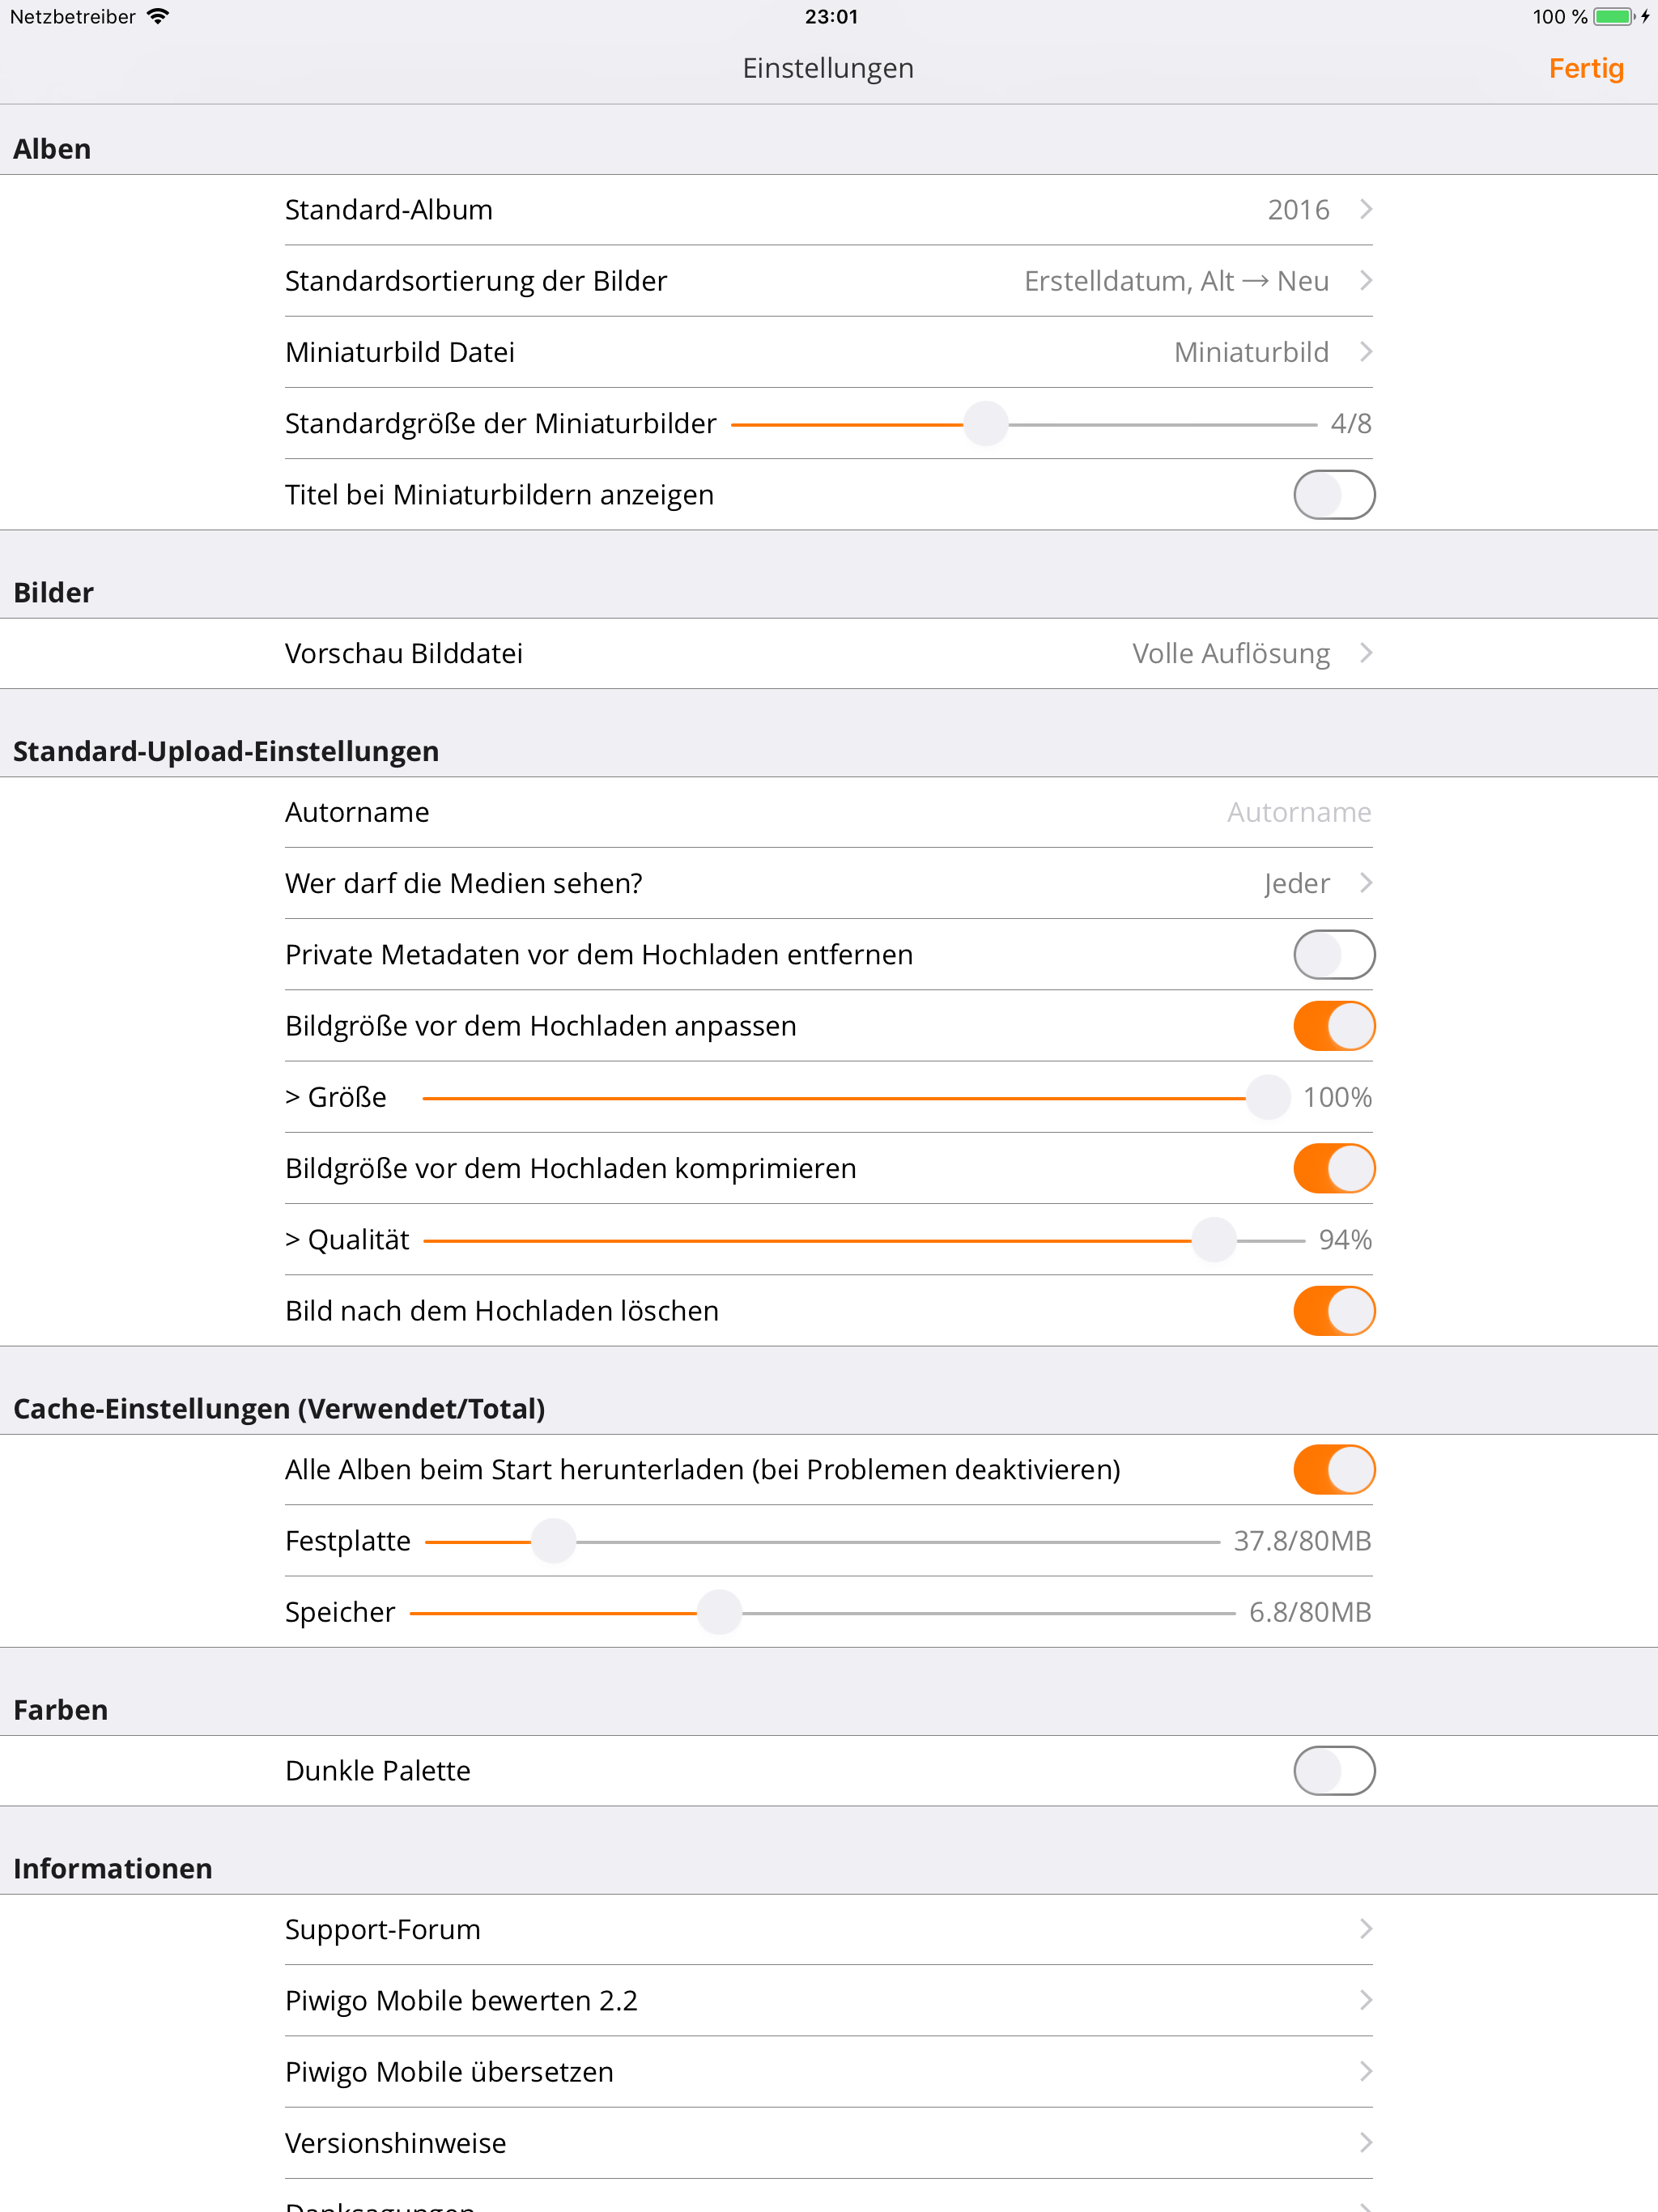 Netzbetreiber 23:01 100 %
Einstellungen Fertig
Alben
Standard-Album 2016
Standardsortierung der Bilder Erstelldatum, Alt → Neu
Miniaturbild Datei Miniaturbild
Standardgröße der Miniaturbilder 4/8
Titel bei Miniaturbildern anzeigen
Bilder
Vorschau Bilddatei Volle Auflösung
Standard-Upload-Einstellungen
Autorname Autorname
Wer darf die Medien sehen? Jeder
Private Metadaten vor dem Hochladen entfernen
Bildgröße vor dem Hochladen anpassen
> Größe 100%
Bildgröße vor dem Hochladen komprimieren
> Qualität 94%
Bild nach dem Hochladen löschen
Cache-Einstellungen (Verwendet/Total)
Alle Alben beim Start herunterladen (bei Problemen deaktivieren)
Festplatte 37.8/80MB
Speicher 6.8/80MB
Farben
Dunkle Palette
Informationen
Support-Forum
Piwigo Mobile bewerten 2.2
Piwigo Mobile übersetzen
Versionshinweise
Danksagungen